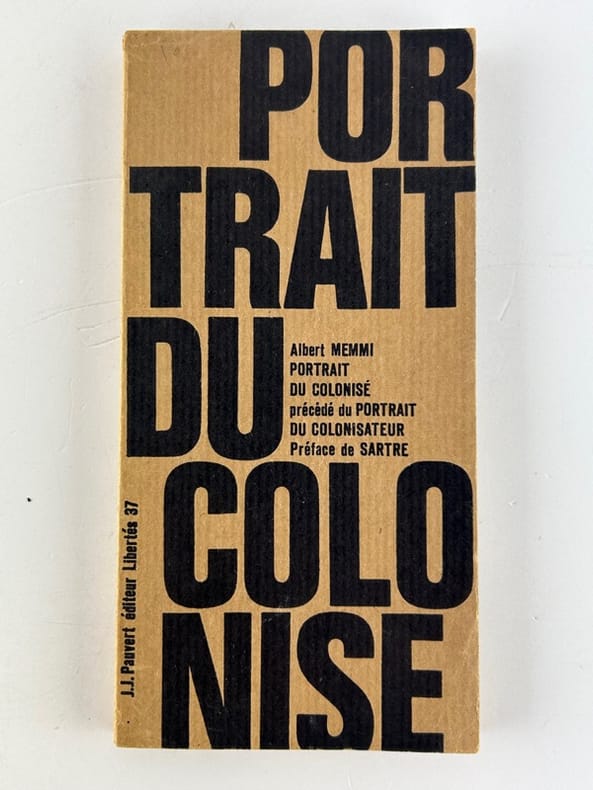 POR
TRAIT
DU
Albert MEMMI
PORTRAIT
DU COLONISÉ
précédé du PORTRAIT
DU COLONISATEUR
Préface de SARTRE
COLO
NISE
J.J. Pauvert éditeur Libertés 37